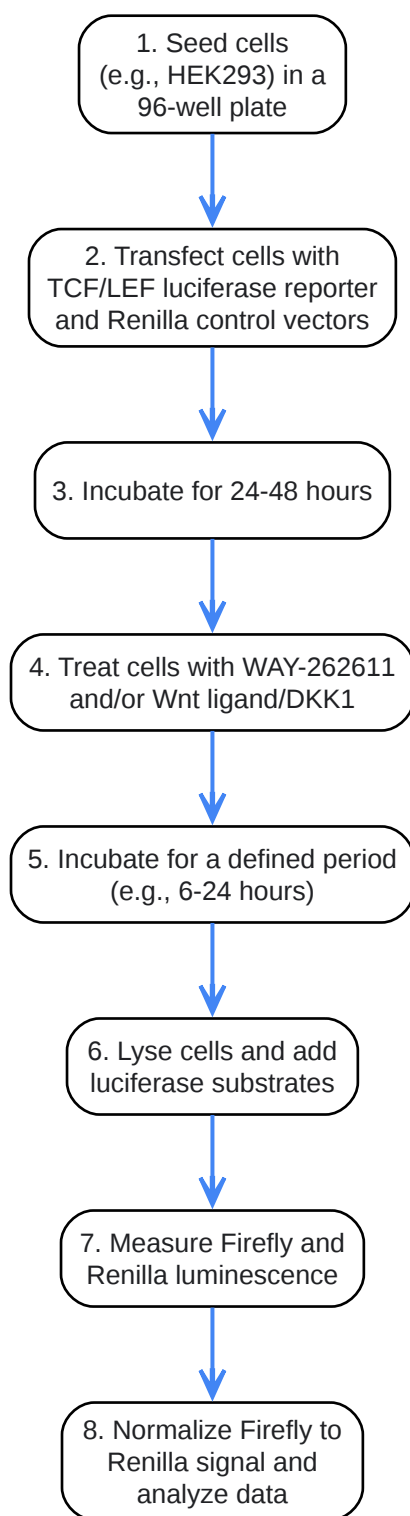 1. Seed cells
(e.g., HEK293) in a
96-well plate
2. Transfect cells with
TCF/LEF luciferase reporter
and Renilla control vectors
3. Incubate for 24-48 hours
4. Treat cells with WAY-262611
and/or Wnt ligand/DKK1
5. Incubate for a defined period
(e.g., 6-24 hours)
6. Lyse cells and add
luciferase substrates
7. Measure Firefly and
Renilla luminescence
8. Normalize Firefly to
Renilla signal and
analyze data